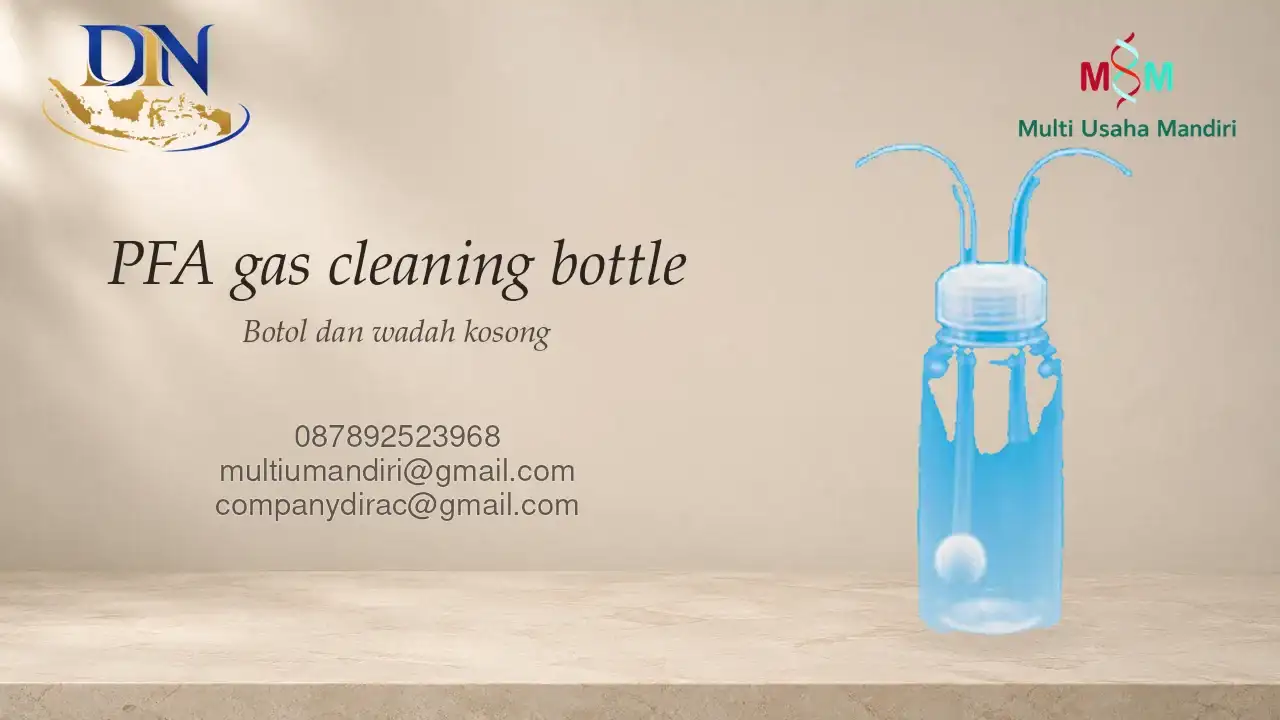 DIN
MSM
Multi Usaha Mandiri
PFA gas cleaning bottle
Botol dan wadah kosong
087892523968
multiumandiri@gmail.com
companydirac@gmail.com